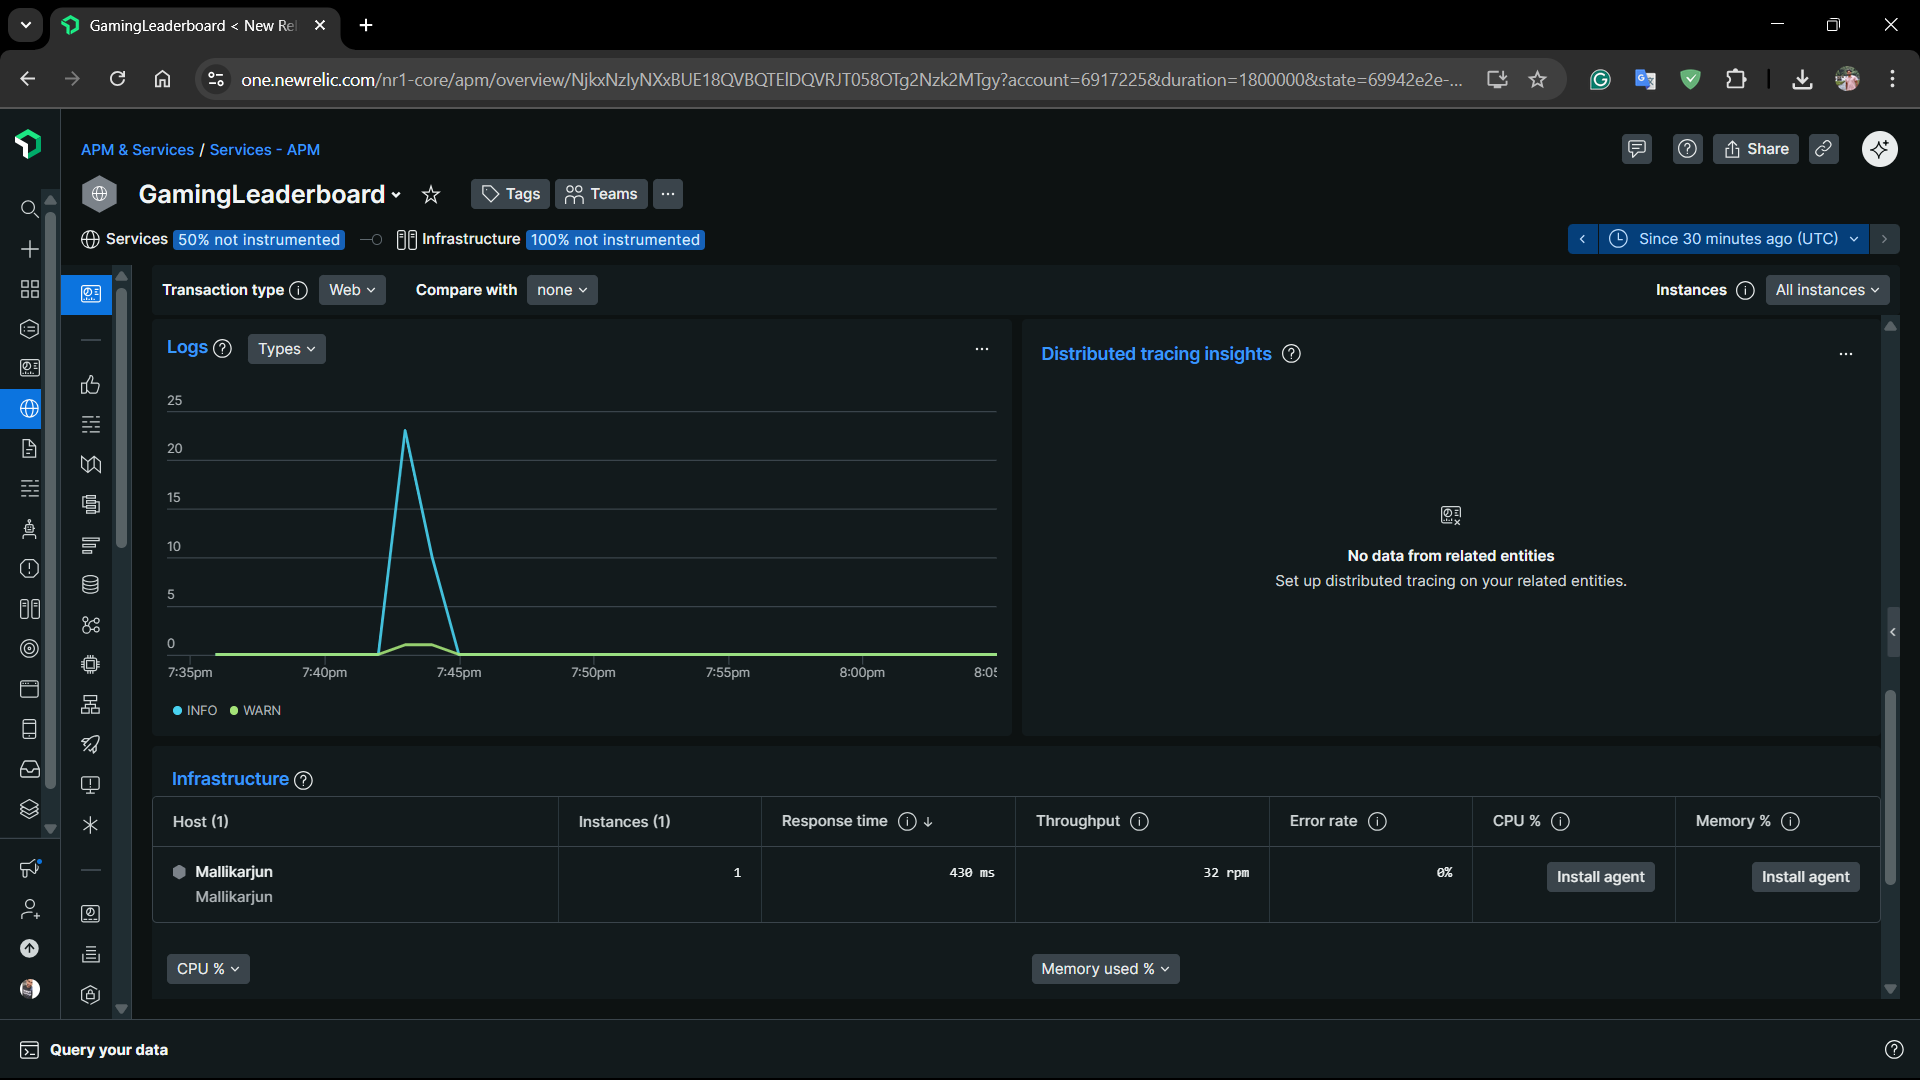 GamingLeaderboard < New Rel
one.newrelic.com/nr1-core/apm/overview/NjkxNzIyNXxBUE18QVBQTElDQVRJT058OTg2Nzk2MTgy?account=6917225&duration=1800000&state=69942e2e-...
APM & Services / Services - APM
Share
GamingLeaderboard
Tags
Teams
Services 50% not instrumented
Infrastructure 100% not instrumented
Since 30 minutes ago (UTC)
Transaction type Web
Compare with none
Instances All instances
Logs Types
25
20
15
10
5
0
7:35pm 7:40pm 7:45pm 7:50pm 7:55pm 8:00pm 8:05
INFO WARN
Distributed tracing insights
No data from related entities
Set up distributed tracing on your related entities.
Infrastructure
Host (1) Instances (1) Response time Throughput Error rate CPU % Memory %
Mallikarjun 1 430 ms 32 rpm 0% Install agent Install agent
Mallikarjun
CPU % Memory used %
Query your data